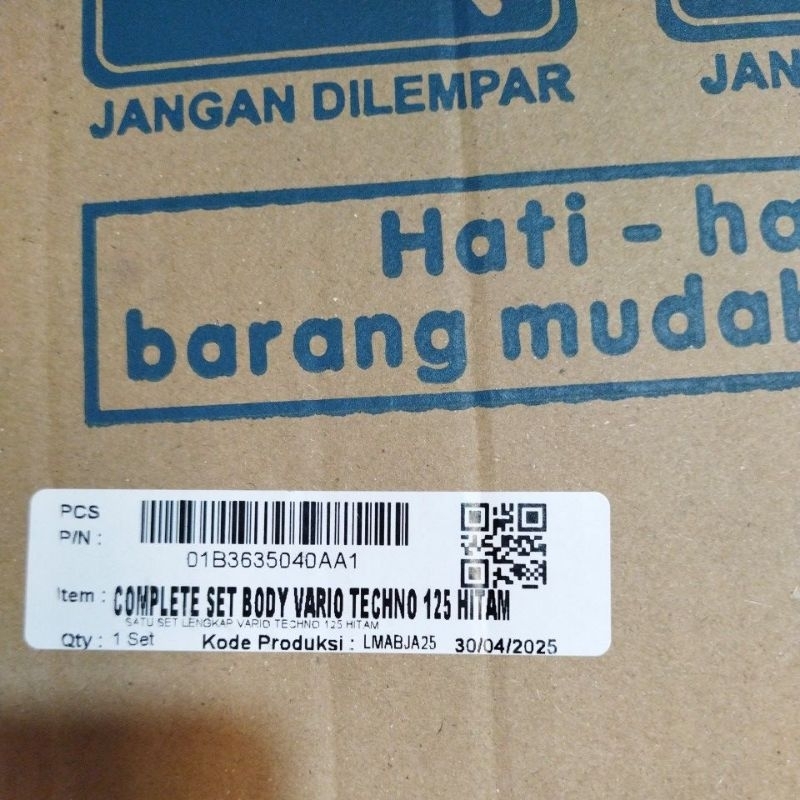 JANGAN DILEMPAR
JAN
Hati - ha
barang mudal
PCS
P/N :
01B3635040AA1
Item : COMPLETE SET BODY VARIO TECHNO 125 HITAM
SATU SET LENGKAP VARIO TECHNO 125 HITAM
Qty : 1 Set Kode Produksi : LMABJA25 30/04/2025